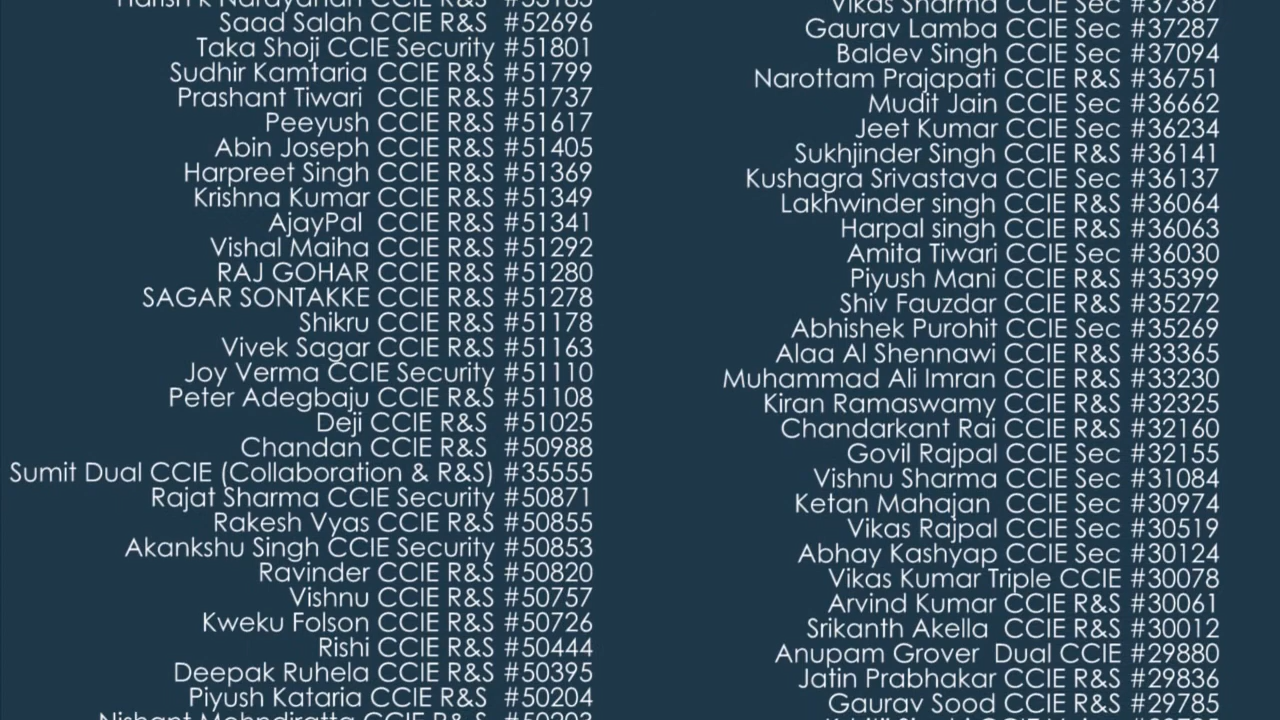 Saad Salah CCIE R&S #52696
Taka Shoji CCIE Security #51801
Sudhir Kamtaria CCIE R&S #51799
Prashant Tiwari CCIE R&S #51737
Peeyush CCIE R&S #51617
Abin Joseph CCIE R&S #51405
Harpreet Singh CCIE R&S #51369
Krishna Kumar CCIE R&S #51349
AjayPal CCIE R&S #51341
Vishal Maiha CCIE R&S #51292
RAJ GOHAR CCIE R&S #51280
SAGAR SONTAKKE CCIE R&S #51278
Shikru CCIE R&S #51178
Vivek Sagar CCIE R&S #51163
Joy Verma CCIE Security #51110
Peter Adegbaju CCIE R&S #51108
Deji CCIE R&S #51025
Chandan CCIE R&S #50988
Sumit Dual CCIE (Collaboration & R&S) #35555
Rajat Sharma CCIE Security #50871
Rakesh Vyas CCIE R&S #50855
Akankshu Singh CCIE Security #50853
Ravinder CCIE R&S #50820
Vishnu CCIE R&S #50757
Kweku Folson CCIE R&S #50726
Rishi CCIE R&S #50444
Deepak Ruhela CCIE R&S #50395
Piyush Kataria CCIE R&S #50204
Vikas Sharma CCIE Sec #37387
Gaurav Lamba CCIE Sec #37287
Baldev Singh CCIE Sec #37094
Narottam Prajapati CCIE R&S #36751
Mudit Jain CCIE Sec #36662
Jeet Kumar CCIE Sec #36234
Sukhjinder Singh CCIE R&S #36141
Kushagra Srivastava CCIE Sec #36137
Lakhwinder singh CCIE R&S #36064
Harpal singh CCIE R&S #36063
Amita Tiwari CCIE Sec #36030
Piyush Mani CCIE R&S #35399
Shiv Fauzdar CCIE R&S #35272
Abhishek Purohit CCIE Sec #35269
Alaa Al Shennawi CCIE R&S #33365
Muhammad Ali Imran CCIE R&S #33230
Kiran Ramaswamy CCIE R&S #32325
Chandarkant Rai CCIE R&S #32160
Govil Rajpal CCIE Sec #32155
Vishnu Sharma CCIE Sec #31084
Ketan Mahajan CCIE Sec #30974
Vikas Rajpal CCIE Sec #30519
Abhay Kashyap CCIE Sec #30124
Vikas Kumar Triple CCIE #30078
Arvind Kumar CCIE R&S #30061
Srikanth Akella CCIE R&S #30012
Anupam Grover Dual CCIE #29880
Jatin Prabhakar CCIE R&S #29836
Gaurav Sood CCIE R&S #29785